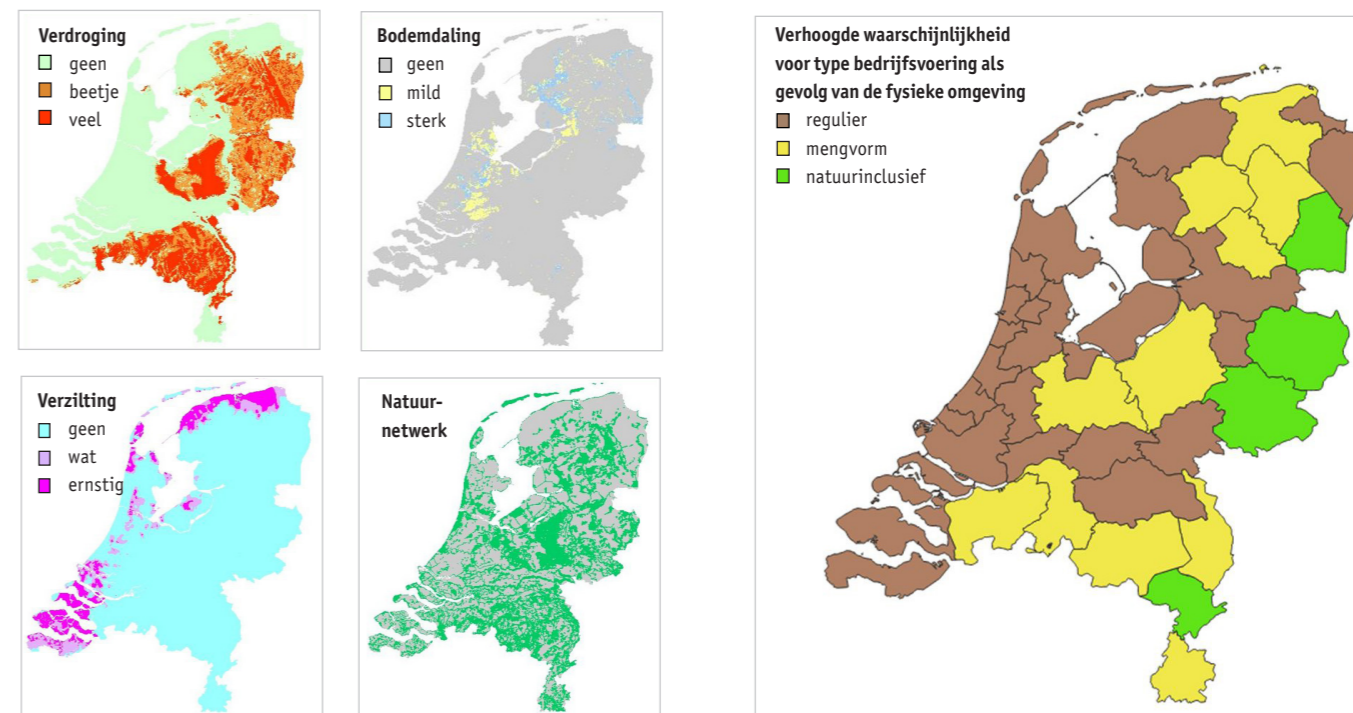 Verdroging
geen
beetje
veel
Bodemdaling
geen
mild
sterk
Verzilting
geen
wat
ernstig
Natuur-
netwerk
Verhoogde waarschijnlijkheid
voor type bedrijfsvoering als
gevolg van de fysieke omgeving
regulier
mengvorm
natuurinclusief